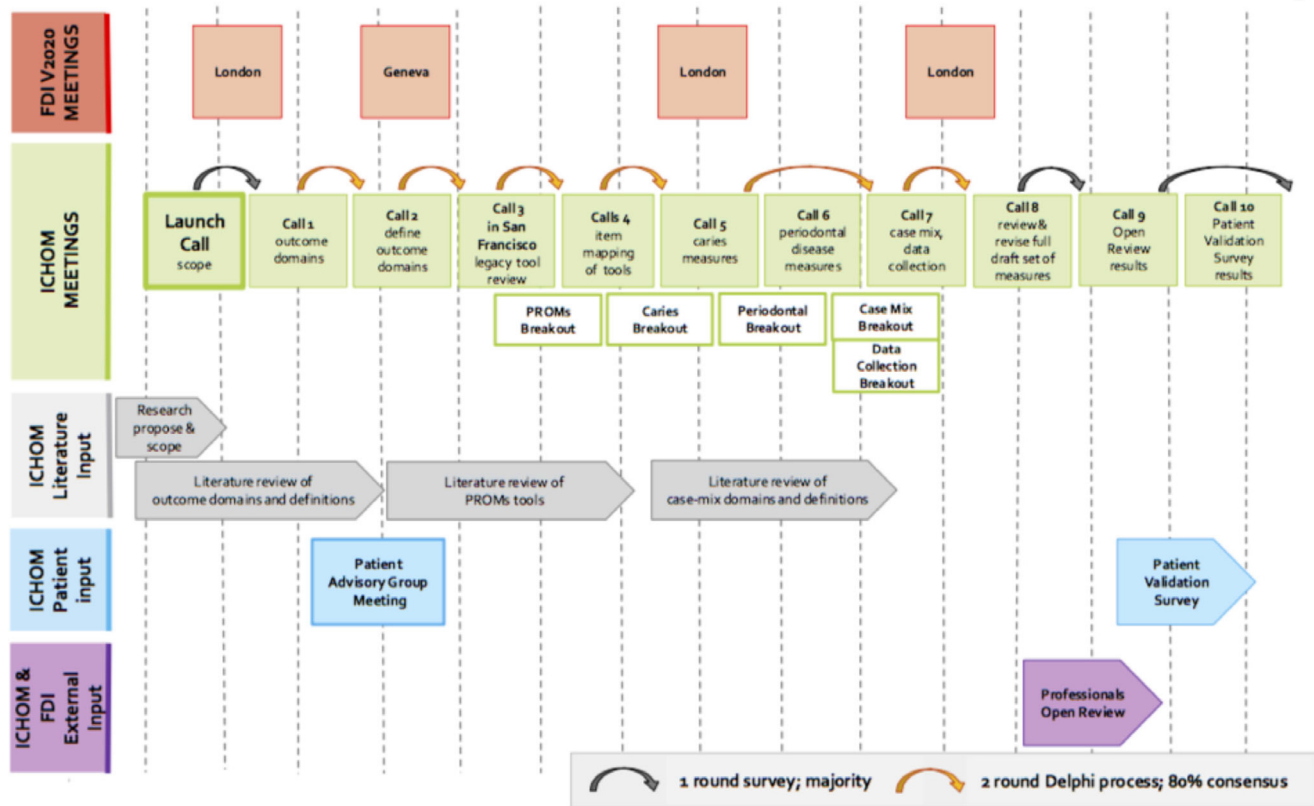 FDI V2020
MEETINGS
London
Geneva
London
London
ICHOM
MEETINGS
Launch
Call
scope
Call 1
outcome
domains
Call 2
define
outcome
domains
Call 3
in San
Francisco
legacy tool
review
Calls 4
item
mapping
of tools
Call 5
caries
measures
Call 6
periodontal
disease
measures
Call 7
case mix,
data
collection
Call 8
review &
revise full
draft set of
measures
Call 9
Open
Review
results
Call 10
Patient
Validation
Survey
results
PROMs
Breakout
Caries
Breakout
Periodontal
Breakout
Case Mix
Breakout
Data
Collection
Breakout
ICHOM
Literature
Input
Research
propose &
scope
Literature review of
outcome domains and definitions
Literature review of
PROMs tools
Literature review of
case-mix domains and definitions
ICHOM
Patient
input
Patient
Advisory Group
Meeting
Patient
Validation
Survey
ICHOM &
FDI
External
Input
Professionals
Open Review
1 round survey; majority
2 round Delphi process; 80% consensus